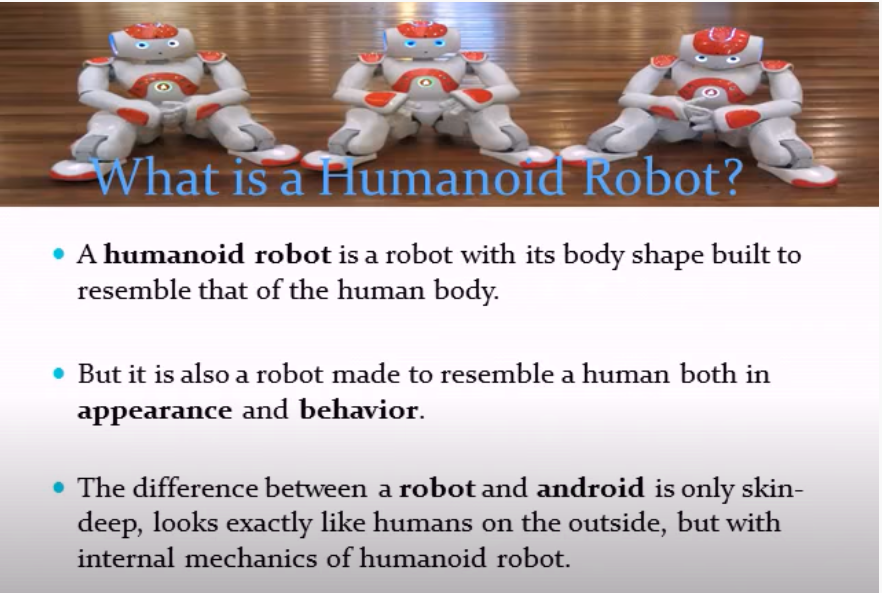 What is a Humanoid Robot?
• A humanoid robot is a robot with its body shape built to
resemble that of the human body.
• But it is also a robot made to resemble a human both in
appearance and behavior.
• The difference between a robot and android is only skin-
deep, looks exactly like humans on the outside, but with
internal mechanics of humanoid robot.